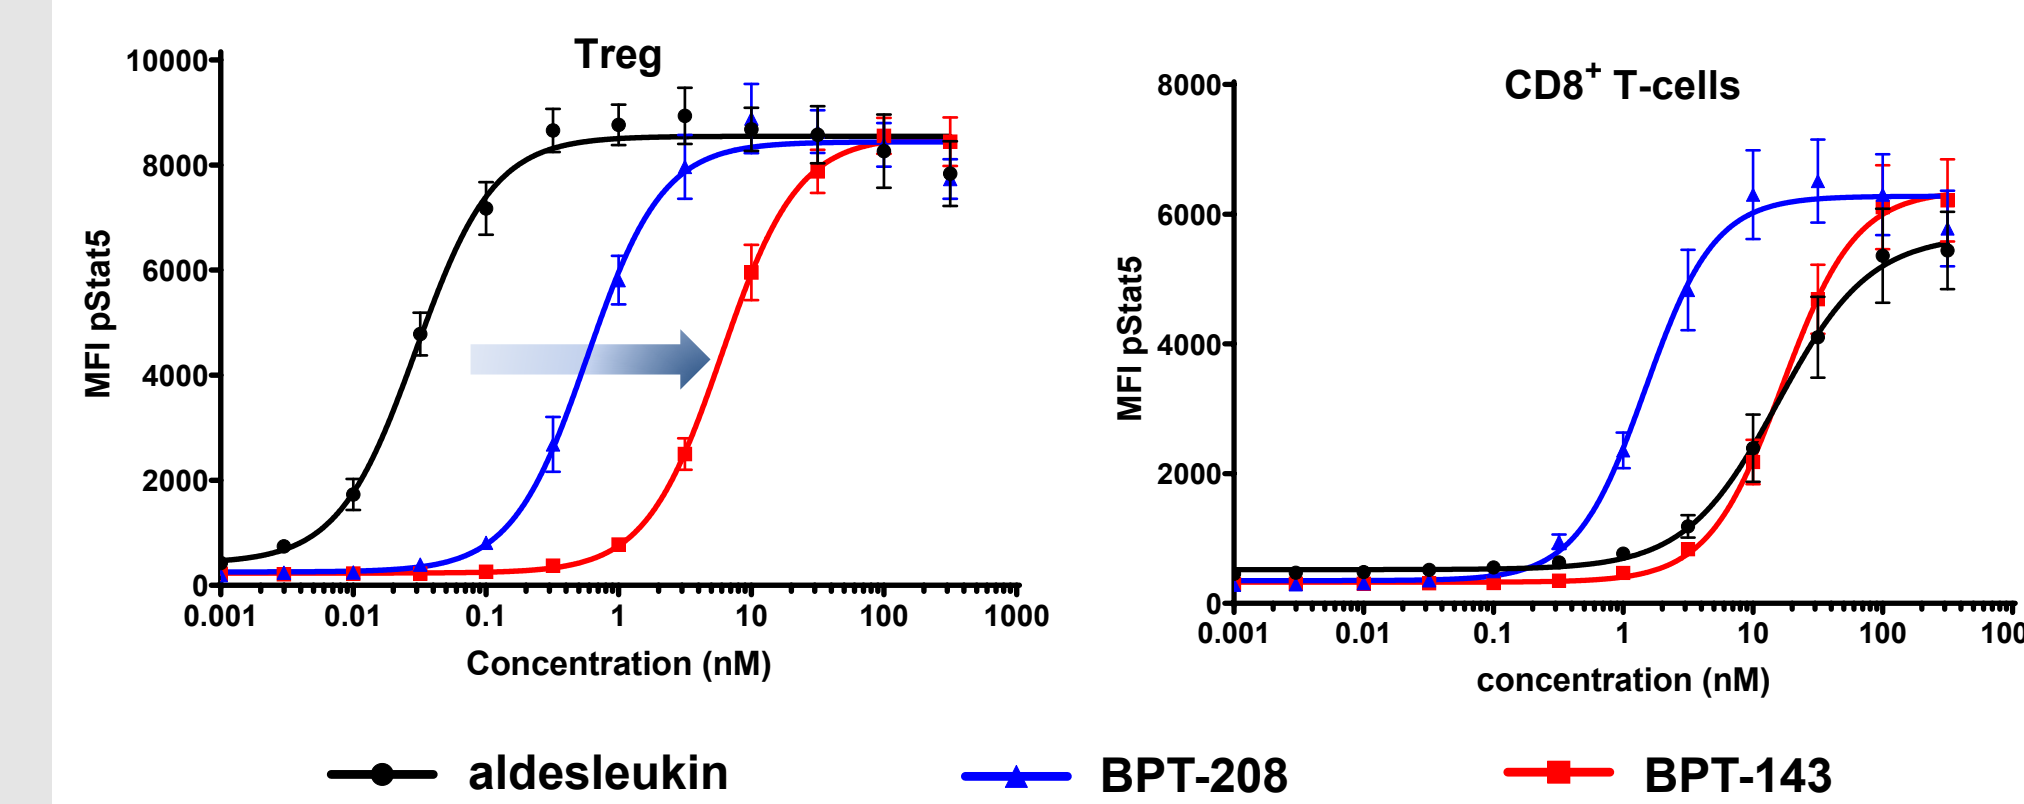 Treg
10000
8000
6000
4000
2000
0
MFI pStat5
0.001 0.01 0.1 1 10 100 1000
Concentration (nM)
CD8+ T-cells
8000
6000
4000
2000
0
MFI pStat5
0.001 0.01 0.1 1 10 100 100
concentration (nM)
aldesleukin BPT-208 BPT-143